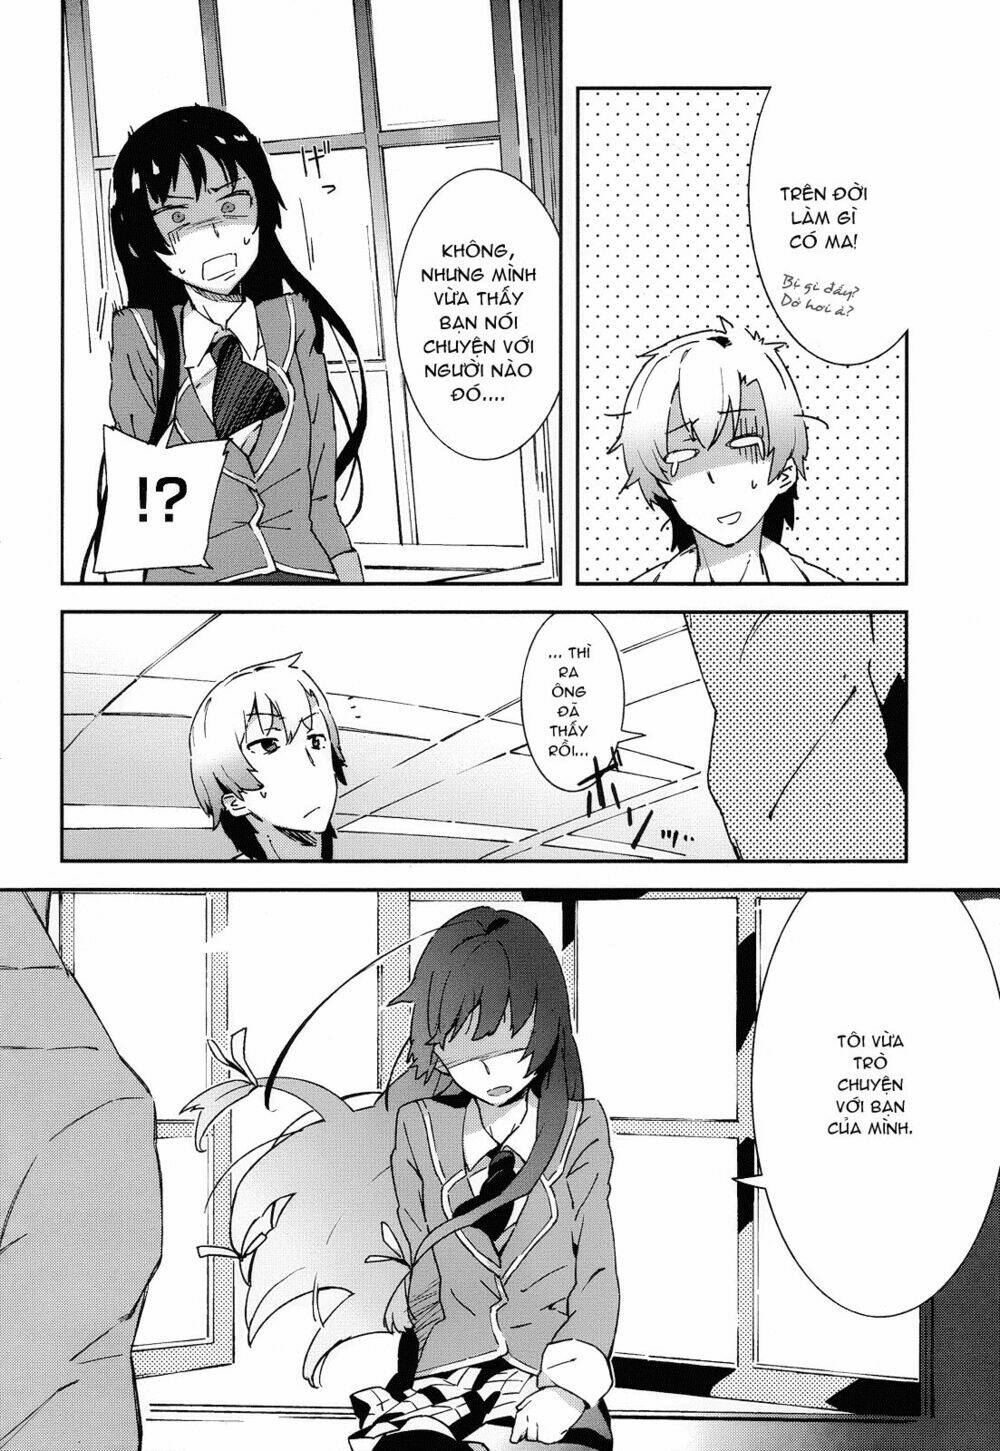 TRÊN ĐỜI
LÀM GÌ
CÓ MA!
Bị gì đấy?
Dở hơi à?
KHÔNG,
NHƯNG MÌNH
VỪA THẤY
BẠN NÓI
CHUYỆN VỚI
NGƯỜI NÀO
ĐÓ....
!?
... THÌ
RA
ÔNG
ĐÃ
THẤY
RỒI...
TÔI VỪA
TRÒ
CHUYỆN
VỚI BẠN
CỦA MÌNH.